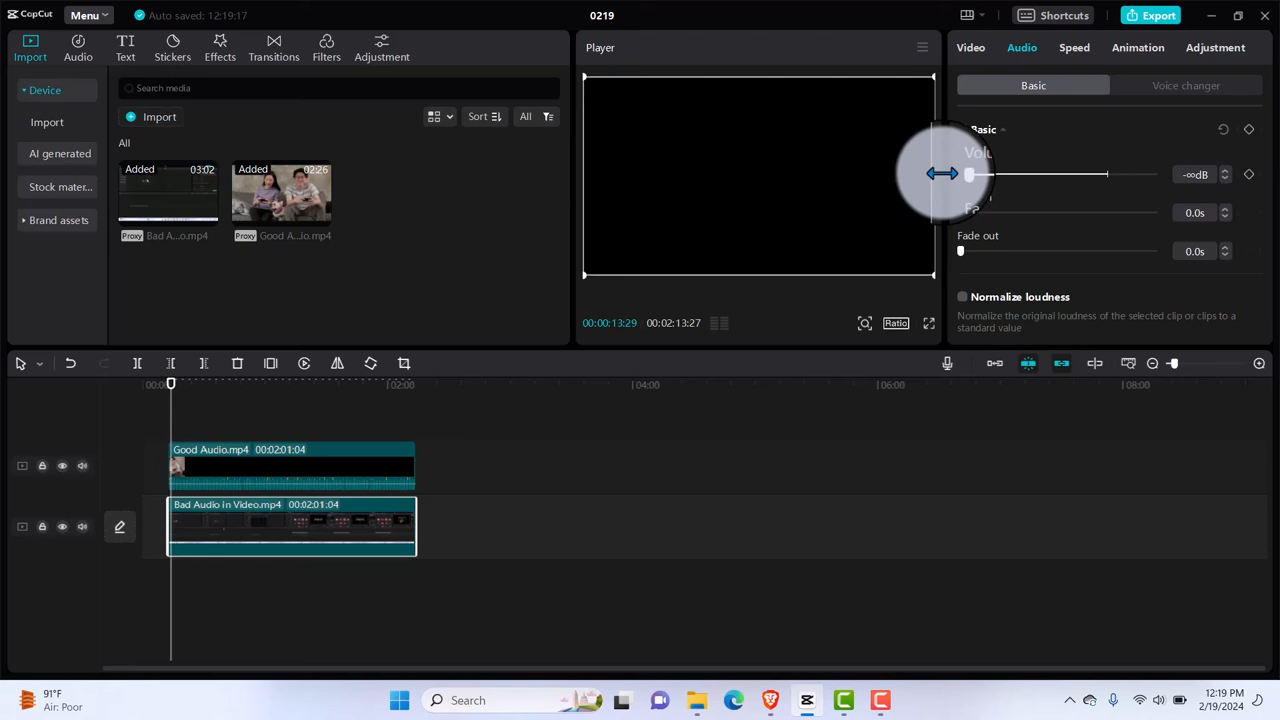 CapCut
Menu
Auto saved: 12:19:17
0219
Shortcuts
Export
Import
Audio
Text
Stickers
Effects
Transitions
Filters
Adjustment
Player
Video
Audio
Speed
Animation
Adjustment
Device
Import
AI generated
Stock mater...
Brand assets
Search media
Import
Sort
All
All
Added
03:02
Added
02:26
Proxy
Bad A...o.mp4
Proxy
Good A...io.mp4
Basic
Voice changer
Basic
-∞dB
0.0s
Fade out
0.0s
Normalize loudness
Normalize the original loudness of the selected clip or clips to a
standard value
00:00:13:29
00:02:13:27
Ratio
02:00
04:00
06:00
08:00
Good Audio.mp4
00:02:01:04
Bad Audio in Video.mp4
00:02:01:04
91°F
Air: Poor
Search
12:19 PM
2/19/2024